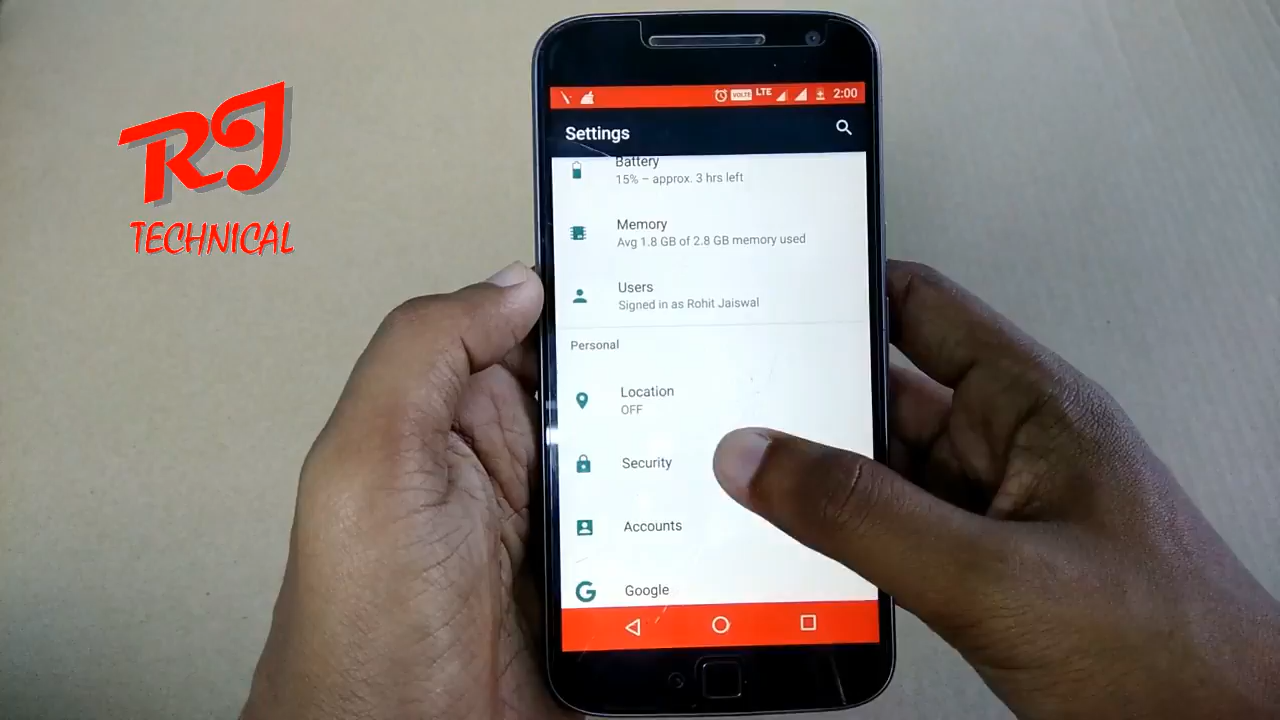 RJ
TECHNICAL
VOLTE LTE 2:00
Settings
Battery
15% – approx. 3 hrs left
Memory
Avg 1.8 GB of 2.8 GB memory used
Users
Signed in as Rohit Jaiswal
Personal
Location
OFF
Security
Accounts
Google